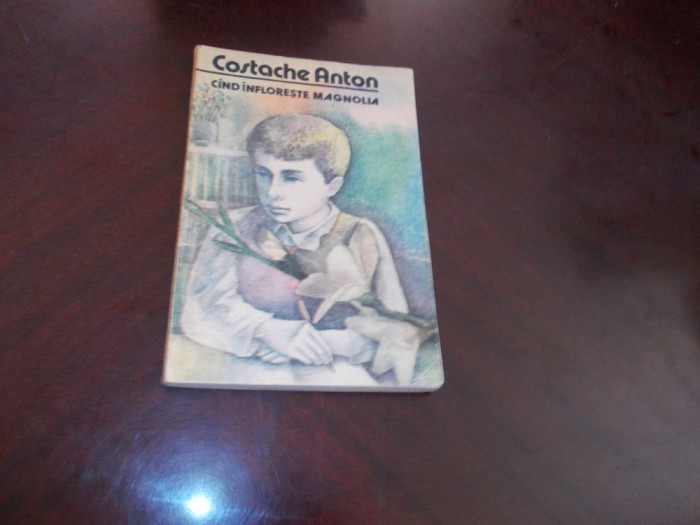 Costache Anton
CÎND ÎNFLOREȘTE MAGNOLIA